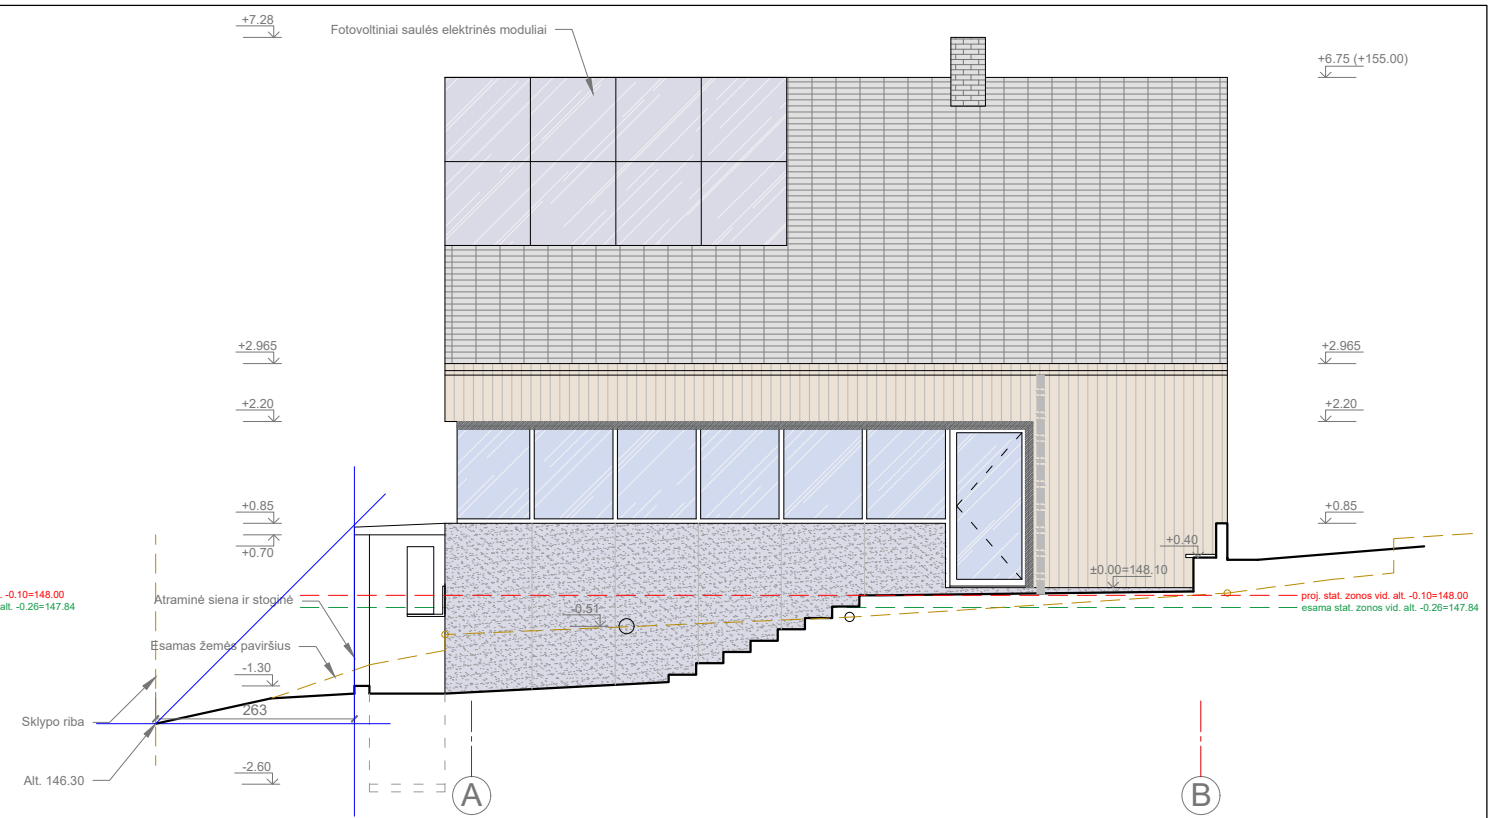 +7.28
Fotovoltiniai saulės elektrinės moduliai
+6.75 (+155.00)
+2.965
+2.965
+2.20
+2.20
+0.85
+0.85
+0.70
+0.40
±0.00=148.10
. -0.10=148.00
alt. -0.26=147.84
Atraminė siena ir stoginė
-0.51
proj. stat. zonos vid. alt. -0.10=148.00
esama stat. zonos vid. alt. -0.26=147.84
Esamas žemės paviršius
-1.30
263
Sklypo riba
Alt. 146.30
-2.60
A
B